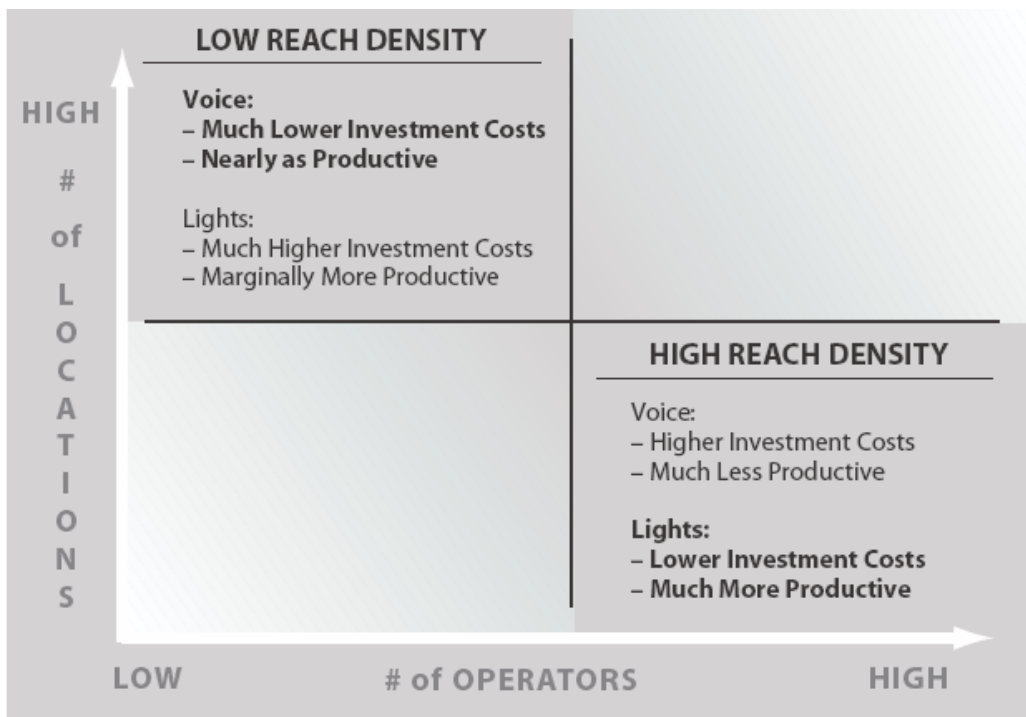 LOW REACH DENSITY
Voice:
– Much Lower Investment Costs
– Nearly as Productive
Lights:
– Much Higher Investment Costs
– Marginally More Productive
HIGH REACH DENSITY
Voice:
– Higher Investment Costs
– Much Less Productive
Lights:
– Lower Investment Costs
– Much More Productive
HIGH
#
of
LOCATIONS
LOW
# of OPERATORS
HIGH